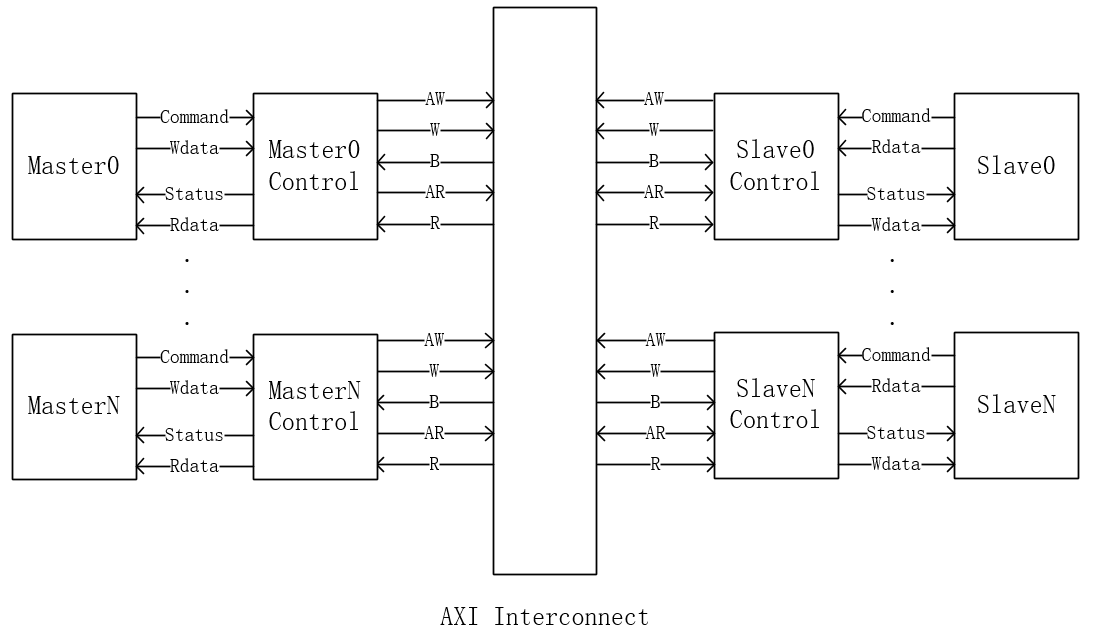 Master0
Command
Wdata
Status
Rdata
Master0
Control
AW
W
B
AR
R
AW
W
B
AR
R
Slave0
Control
Command
Rdata
Status
Wdata
Slave0
.
.
.
.
.
.
MasterN
Command
Wdata
Status
Rdata
MasterN
Control
AW
W
B
AR
R
AW
W
B
AR
R
SlaveN
Control
Command
Rdata
Status
Wdata
SlaveN
AXI Interconnect